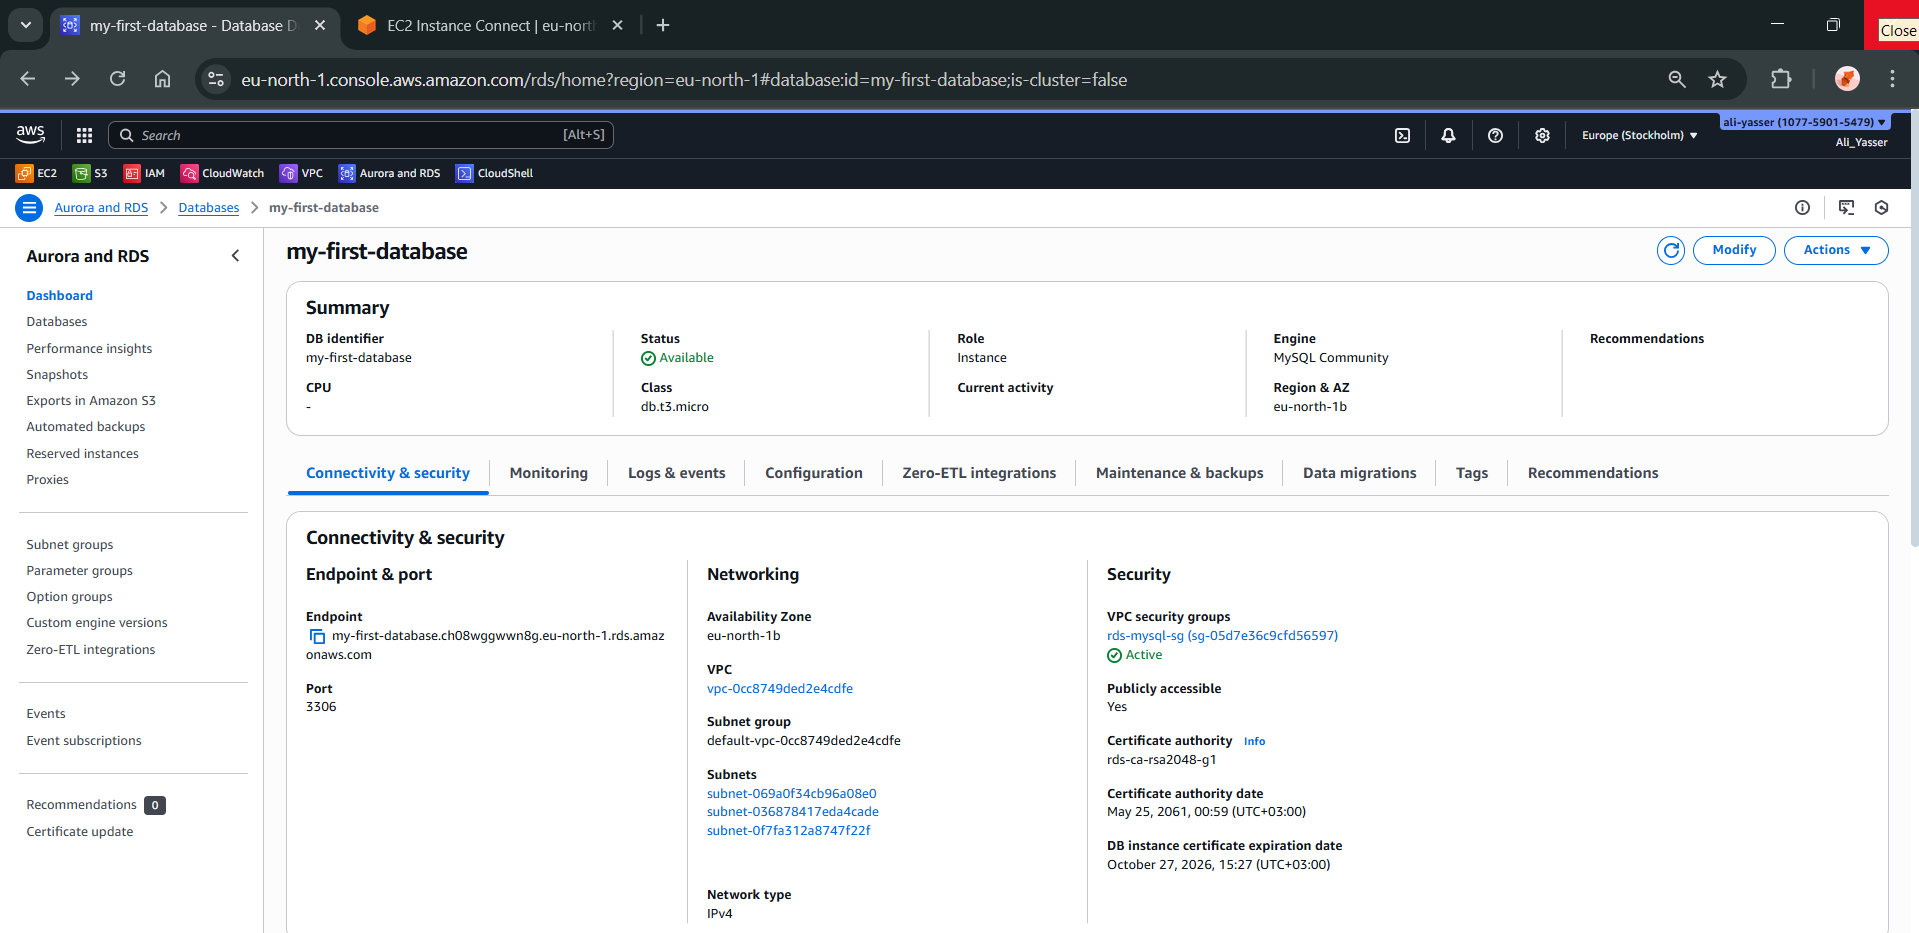 my-first-database - Database D
EC2 Instance Connect | eu-nort
Close
eu-north-1.console.aws.amazon.com/rds/home?region=eu-north-1#database:id=my-first-database;is-cluster=false
aws
Search
[Alt+S]
Europe (Stockholm)
ali-yasser (1077-5901-5479)
Ali_Yasser
EC2
S3
IAM
CloudWatch
VPC
Aurora and RDS
CloudShell
Aurora and RDS
Databases
my-first-database
Aurora and RDS
Dashboard
Databases
Performance insights
Snapshots
Exports in Amazon S3
Automated backups
Reserved instances
Proxies
Subnet groups
Parameter groups
Option groups
Custom engine versions
Zero-ETL integrations
Events
Event subscriptions
Recommendations 0
Certificate update
my-first-database
Modify
Actions
Summary
DB identifier
my-first-database
CPU
-
Status
Available
Class
db.t3.micro
Role
Instance
Current activity
Engine
MySQL Community
Region & AZ
eu-north-1b
Recommendations
Connectivity & security
Monitoring
Logs & events
Configuration
Zero-ETL integrations
Maintenance & backups
Data migrations
Tags
Recommendations
Connectivity & security
Endpoint & port
Endpoint
my-first-database.ch08wggwwn8g.eu-north-1.rds.amaz
onaws.com
Port
3306
Networking
Availability Zone
eu-north-1b
VPC
vpc-0cc8749ded2e4cdfe
Subnet group
default-vpc-0cc8749ded2e4cdfe
Subnets
subnet-069a0f34cb96a08e0
subnet-036878417eda4cade
subnet-0f7fa312a8747f22f
Network type
IPv4
Security
VPC security groups
rds-mysql-sg (sg-05d7e36c9cfd56597)
Active
Publicly accessible
Yes
Certificate authority Info
rds-ca-rsa2048-g1
Certificate authority date
May 25, 2061, 00:59 (UTC+03:00)
DB instance certificate expiration date
October 27, 2026, 15:27 (UTC+03:00)